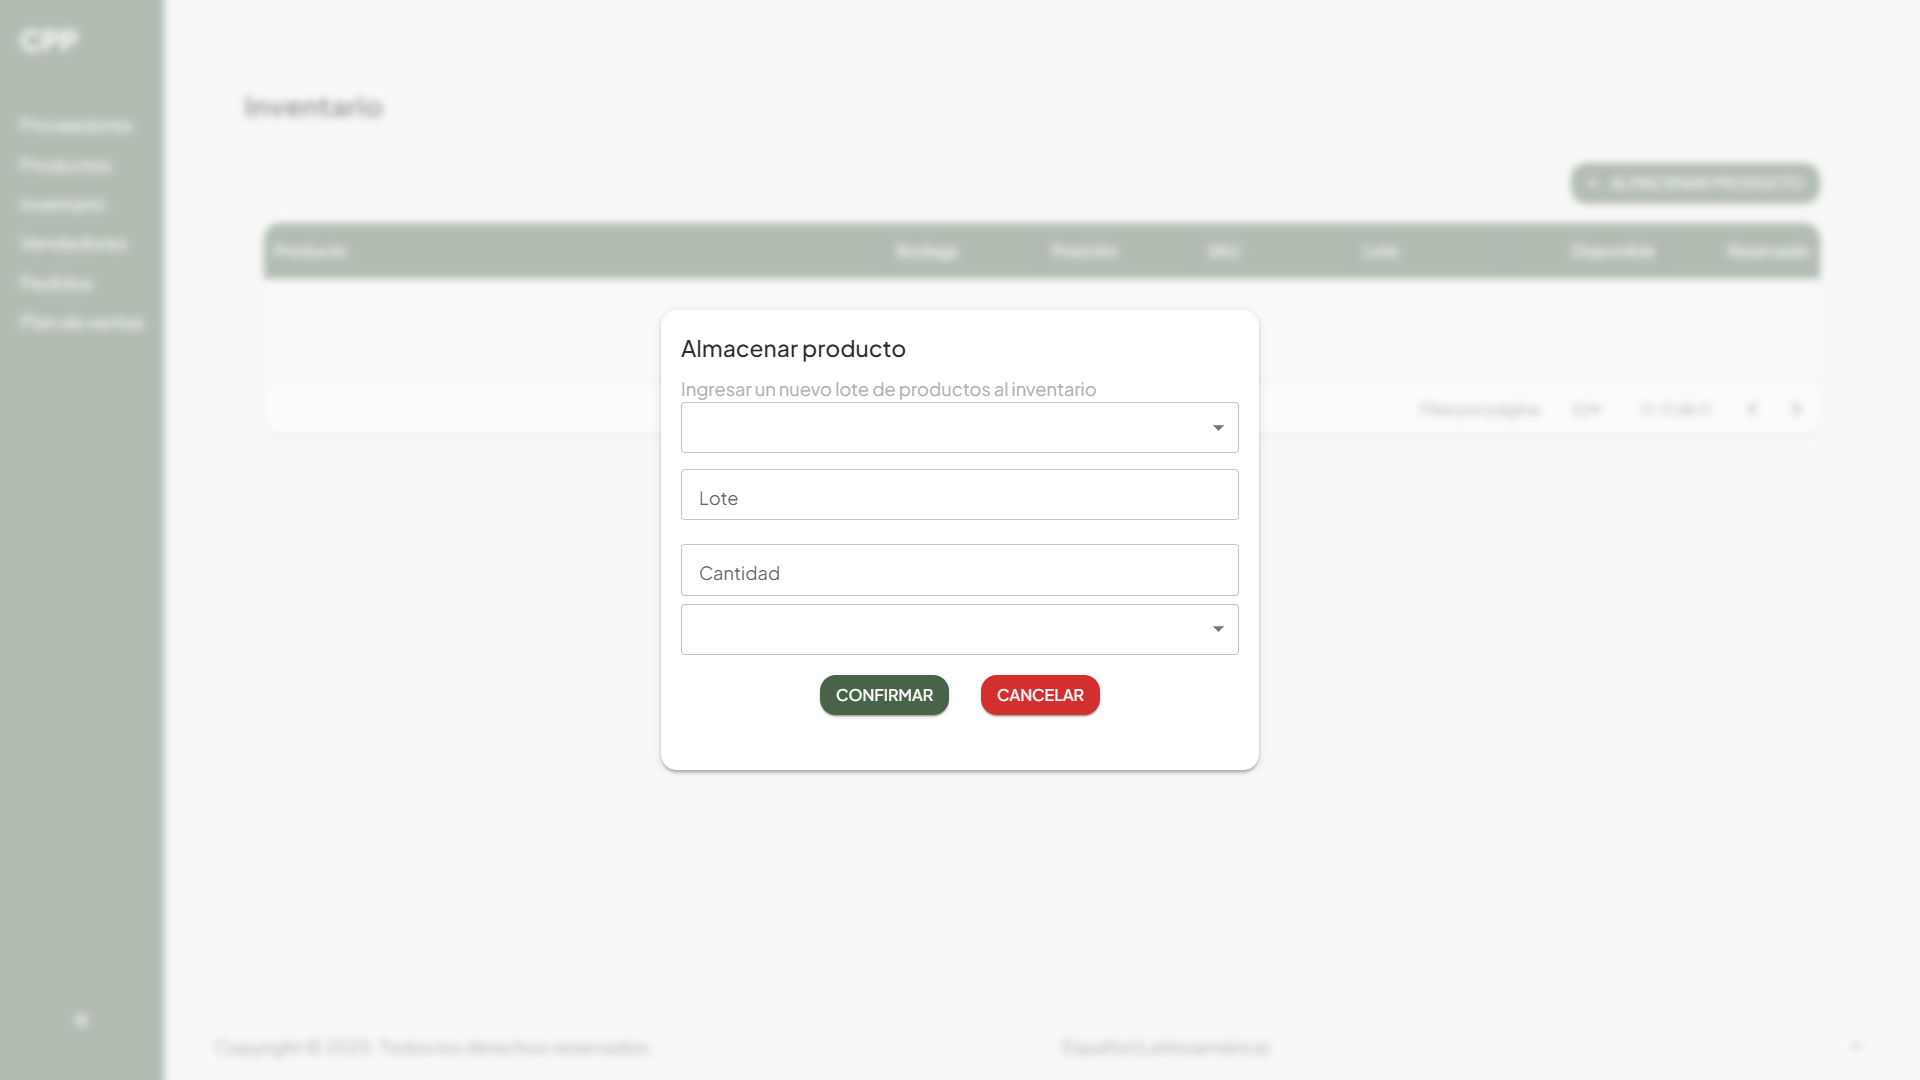 CPP
Proveedores
Productos
Inventario
Vendedores
Pedidos
Plan de ventas
Inventario
+ ALMACENAR PRODUCTO
Producto Bodega Posición SKU Lote Disponible Reservado
Almacenar producto
Ingresar un nuevo lote de productos al inventario
Lote
Cantidad
CONFIRMAR CANCELAR
Filas por página: 0–0 de 0
Copyright © 2025. Todos los derechos reservados
Español (Latinoamérica)